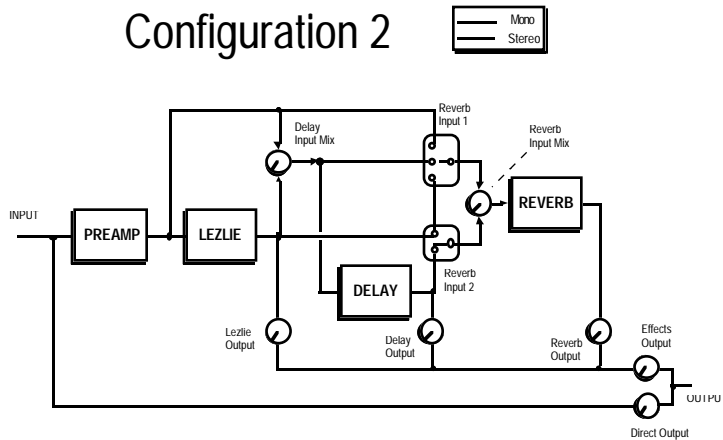 Configuration 2
Mono
Stereo
Reverb
Input 1
Delay
Input Mix
Reverb
Input Mix
INPUT
PREAMP
LEZLIE
REVERB
DELAY
Reverb
Input 2
Lezlie
Output
Delay
Output
Reverb
Output
Effects
Output
OUTPU
Direct Output